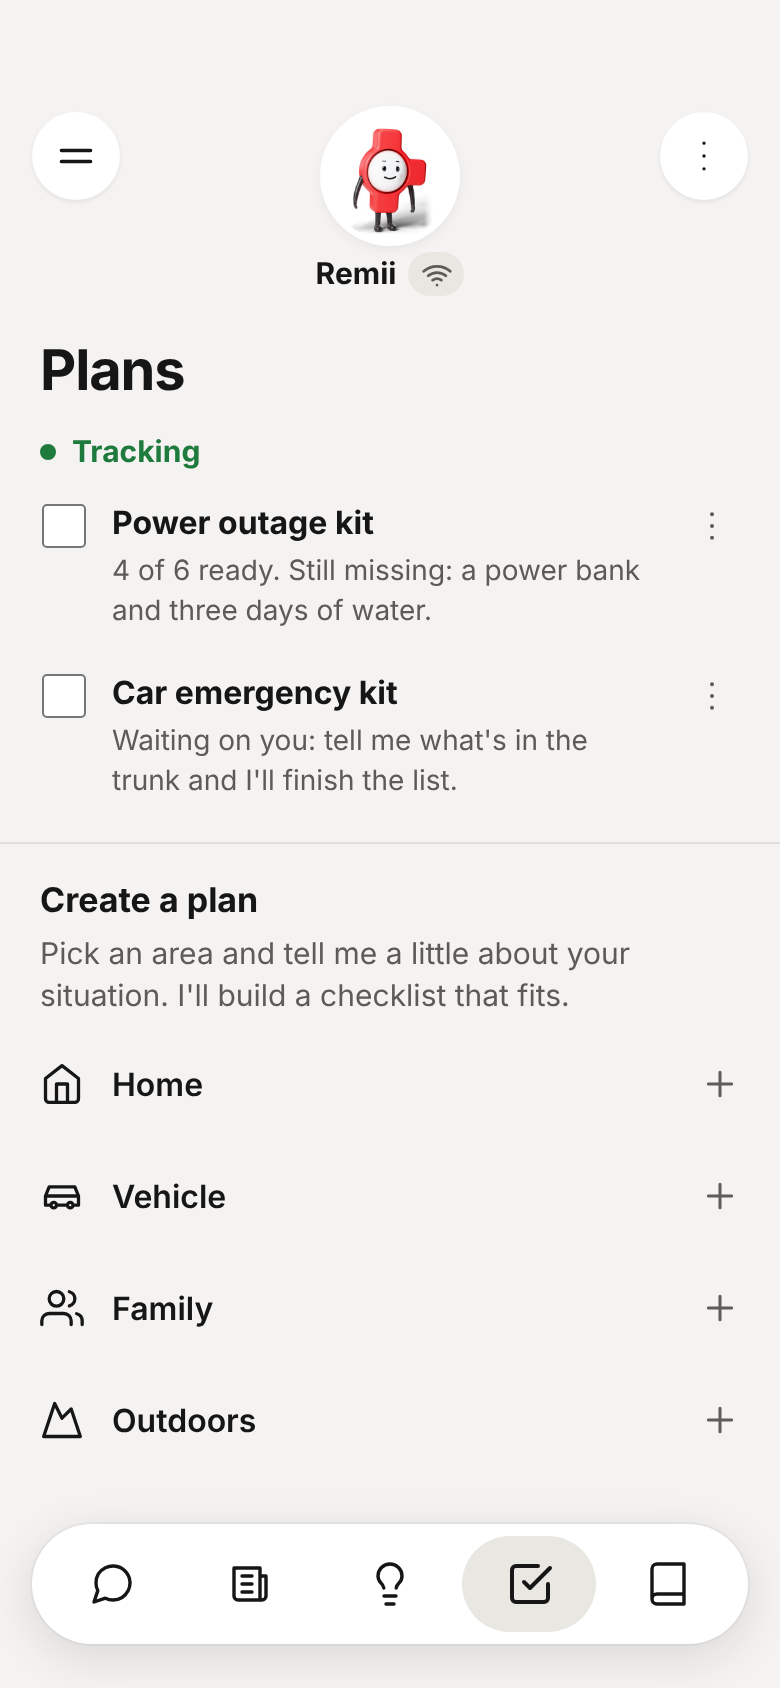 Remii
Plans
Tracking
Power outage kit
4 of 6 ready. Still missing: a power bank
and three days of water.
Car emergency kit
Waiting on you: tell me what's in the
trunk and I'll finish the list.
Create a plan
Pick an area and tell me a little about your
situation. I'll build a checklist that fits.
Home
Vehicle
Family
Outdoors